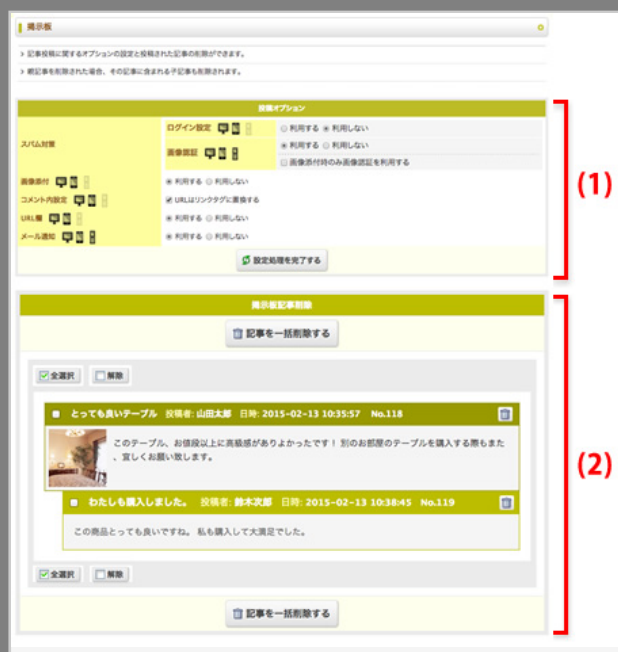 掲示板
> 記事投稿に関するオプションの設定と投稿された記事の削除ができます。
> 親記事を削除された場合、その記事に含まれる子記事も削除されます。
投稿オプション
スパム対策
ログイン設定 利用する 利用しない
画像認証 利用する 利用しない
画像添付時のみ画像認証を利用する
画像添付 利用する 利用しない
コメント内設定 URLはリンクタグに置換する
URL欄 利用する 利用しない
メール通知 利用する 利用しない
設定処理を完了する
(1)
掲示板記事削除
記事を一括削除する
全選択 解除
とっても良いテーブル 投稿者: 山田太郎 日時: 2015-02-13 10:35:57 No.118
このテーブル、お値段以上に高級感がありよかったです！ 別のお部屋のテーブルを購入する際もまた
、宜しくお願い致します。
わたしも購入しました。 投稿者: 鈴木次郎 日時: 2015-02-13 10:38:45 No.119
この商品とっても良いですね。 私も購入して大満足でした。
全選択 解除
記事を一括削除する
(2)